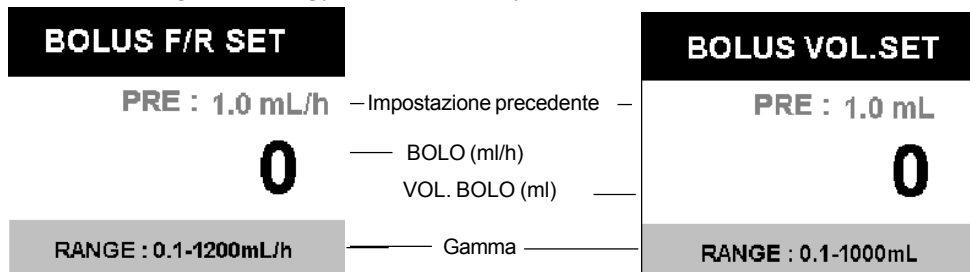 BOLUS F/R SET
PRE : 1.0 mL/h
0
RANGE : 0.1-1200mL/h
Impostazione precedente
BOLO (ml/h)
VOL. BOLO (ml)
Gamma
BOLUS VOL.SET
PRE : 1.0 mL
0
RANGE : 0.1-1000mL